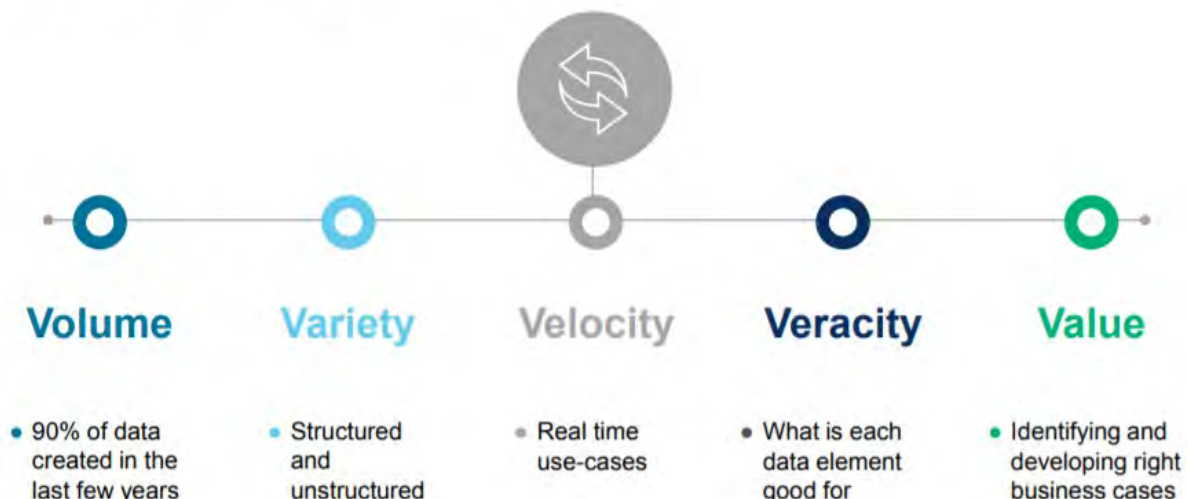 Volume
Variety
Velocity
Veracity
Value
• 90% of data
created in the
last few years
• Structured
and
unstructured
• Real time
use-cases
• What is each
data element
good for
• Identifying and
developing right
business cases